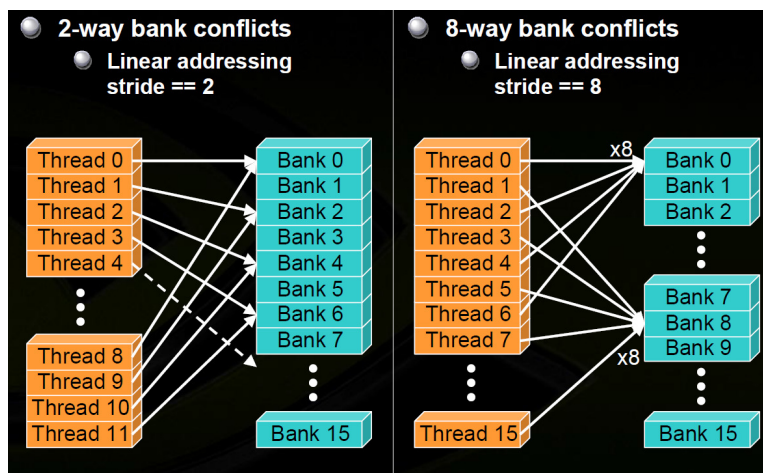 2-way bank conflicts
Linear addressing
stride == 2
Thread 0
Thread 1
Thread 2
Thread 3
Thread 4
Thread 8
Thread 9
Thread 10
Thread 11
Bank 0
Bank 1
Bank 2
Bank 3
Bank 4
Bank 5
Bank 6
Bank 7
Bank 15
8-way bank conflicts
Linear addressing
stride == 8
Thread 0
Thread 1
Thread 2
Thread 3
Thread 4
Thread 5
Thread 6
Thread 7
Thread 15
x8
Bank 0
Bank 1
Bank 2
Bank 7
Bank 8
Bank 9
x8
Bank 15